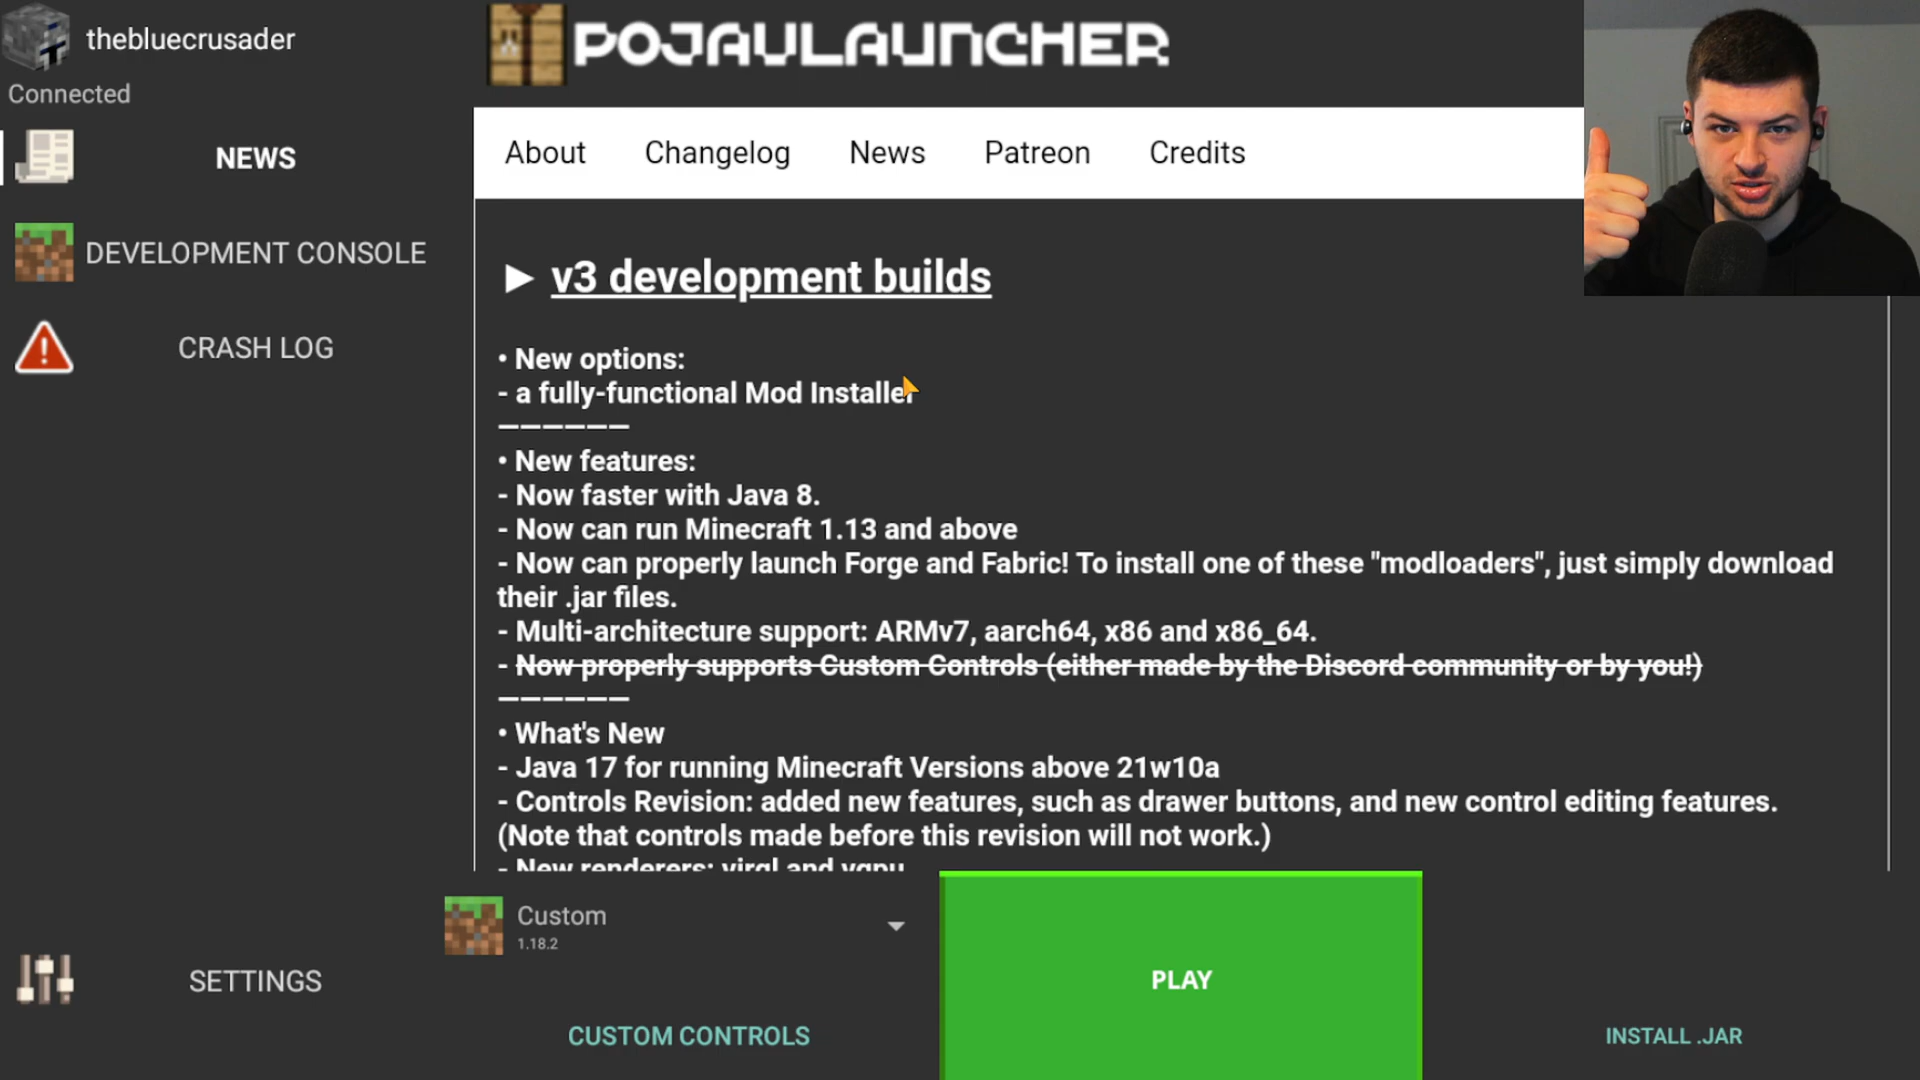 thebluecrusader
Connected
NEWS
DEVELOPMENT CONSOLE
CRASH LOG
SETTINGS
POJAVLAUNCHER
About Changelog News Patreon Credits
► v3 development builds
• New options:
- a fully-functional Mod Installer
——————
• New features:
- Now faster with Java 8.
- Now can run Minecraft 1.13 and above
- Now can properly launch Forge and Fabric! To install one of these "modloaders", just simply download
their .jar files.
- Multi-architecture support: ARMv7, aarch64, x86 and x86_64.
- Now properly supports Custom Controls (either made by the Discord community or by you!)
——————
• What's New
- Java 17 for running Minecraft Versions above 21w10a
- Controls Revision: added new features, such as drawer buttons, and new control editing features.
(Note that controls made before this revision will not work.)
- New renderers: virgl and vgpu
Custom
1.18.2
CUSTOM CONTROLS
PLAY
INSTALL .JAR